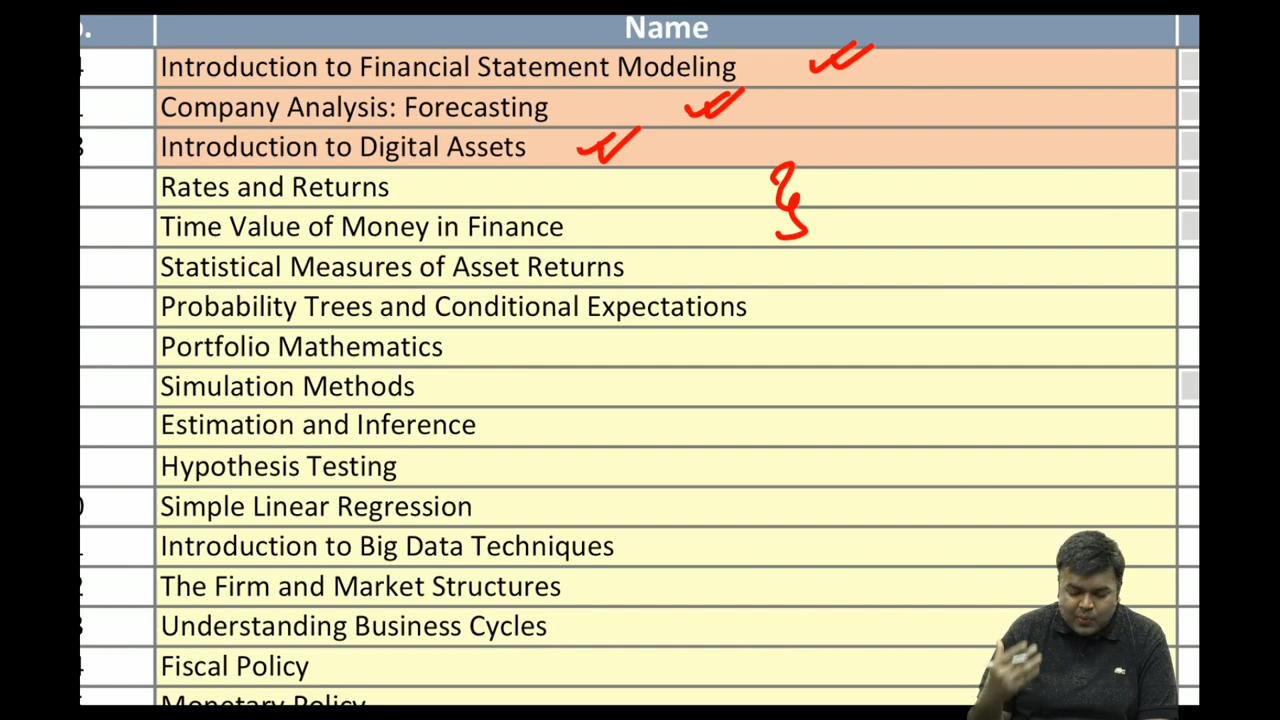 Name
Introduction to Financial Statement Modeling
Company Analysis: Forecasting
Introduction to Digital Assets
Rates and Returns
Time Value of Money in Finance
Statistical Measures of Asset Returns
Probability Trees and Conditional Expectations
Portfolio Mathematics
Simulation Methods
Estimation and Inference
Hypothesis Testing
Simple Linear Regression
Introduction to Big Data Techniques
The Firm and Market Structures
Understanding Business Cycles
Fiscal Policy
Monetary Policy